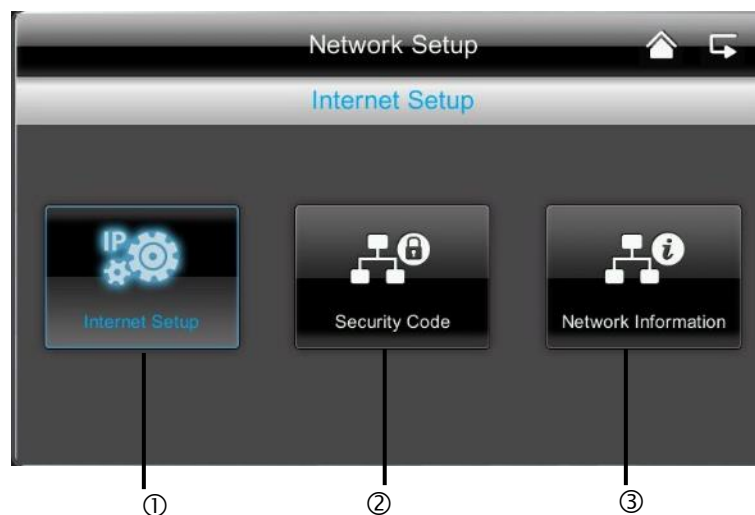 Network Setup
Internet Setup
IP
Internet Setup
Security Code
i
Network Information
①
②
③